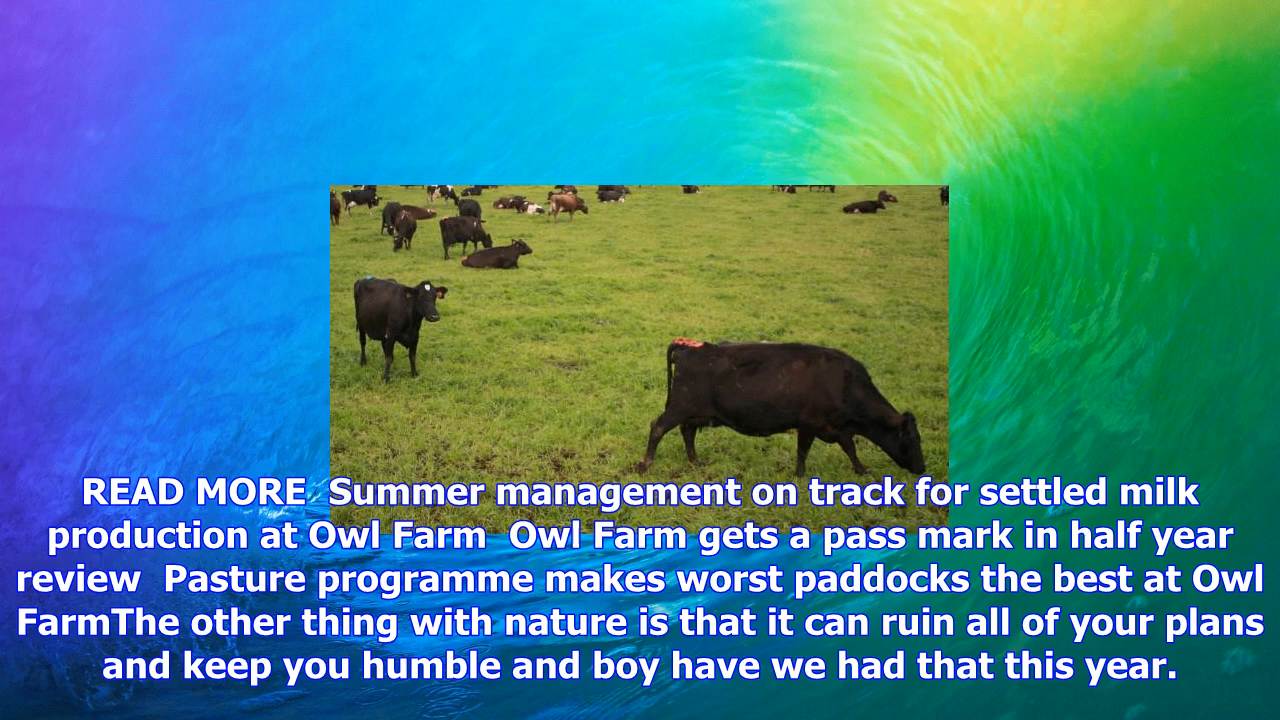 READ MORE  Summer management on track for settled milk
production at Owl Farm  Owl Farm gets a pass mark in half year
review  Pasture programme makes worst paddocks the best at Owl
FarmThe other thing with nature is that it can ruin all of your plans
and keep you humble and boy have we had that this year.